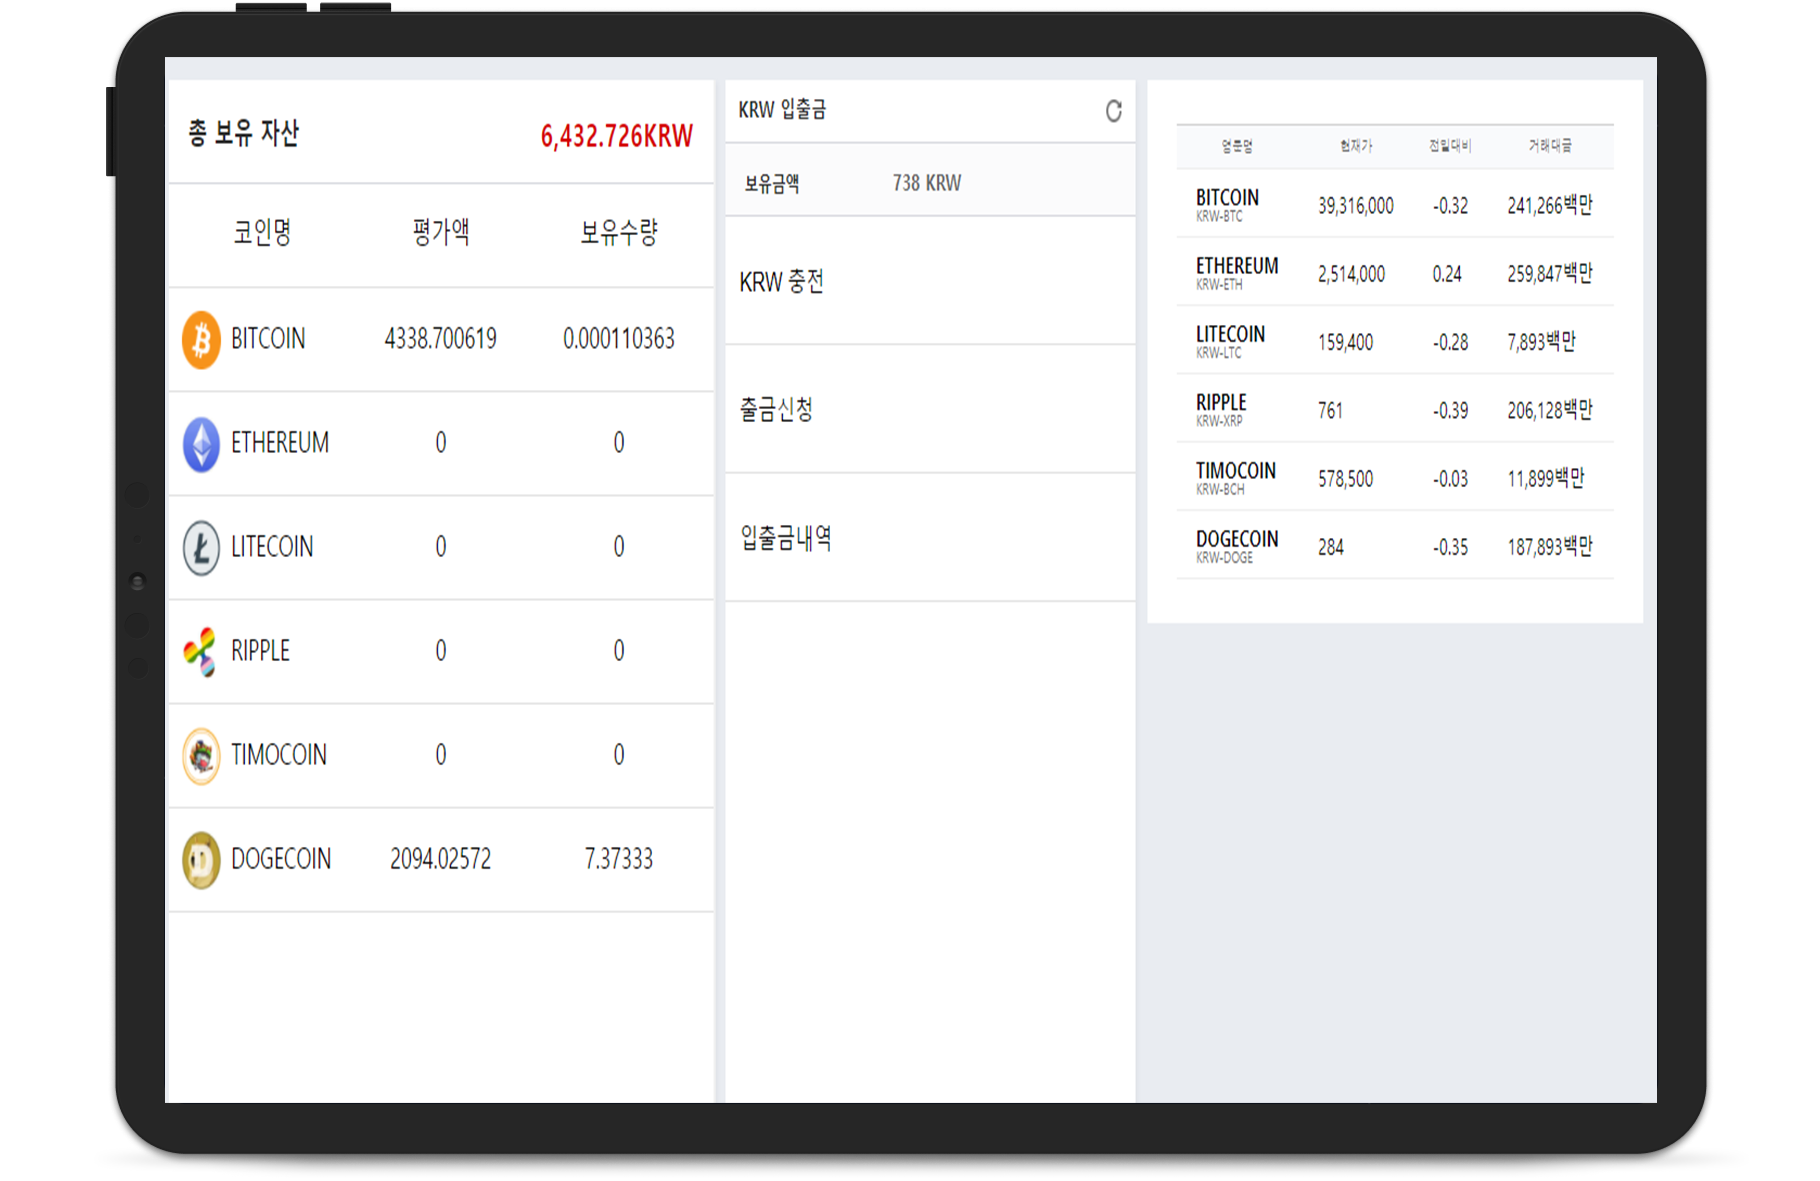 총 보유 자산 6,432.726KRW
코인명 평가액 보유수량
BITCOIN 4338.700619 0.000110363
ETHEREUM 0 0
LITECOIN 0 0
RIPPLE 0 0
TIMOCOIN 0 0
DOGECOIN 2094.02572 7.37333
KRW 입출금
보유금액 738 KRW
KRW 충전
출금신청
입출금내역
영문명 현재가 전일대비 거래대금
BITCOIN 39,316,000 -0.32 241,266백만
KRW-BTC
ETHEREUM 2,514,000 0.24 259,847백만
KRW-ETH
LITECOIN 159,400 -0.28 7,893백만
KRW-LTC
RIPPLE 761 -0.39 206,128백만
KRW-XRP
TIMOCOIN 578,500 -0.03 11,899백만
KRW-BCH
DOGECOIN 284 -0.35 187,893백만
KRW-DOGE